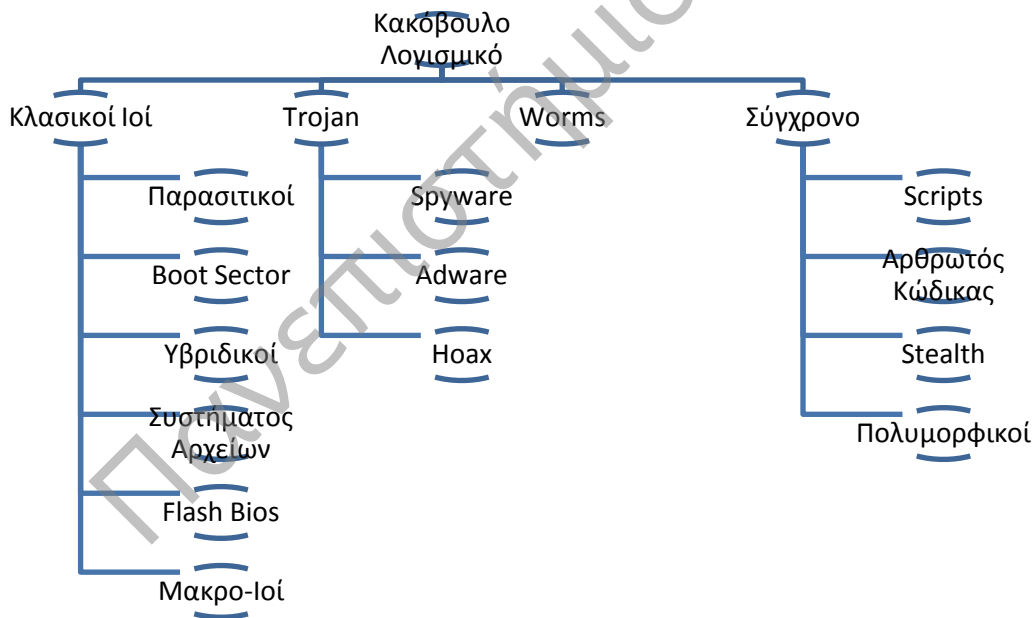 Κακόβουλο
Λογισμικό
Κλασικοί Ιοί
Παρασιτικοί
Boot Sector
Υβριδικοί
Συστήματος
Αρχείων
Flash Bios
Μακρο-Ιοί
Trojan
Spyware
Adware
Hoax
Worms
Σύγχρονο
Scripts
Αρθρωτός
Κώδικας
Stealth
Πολυμορφικοί